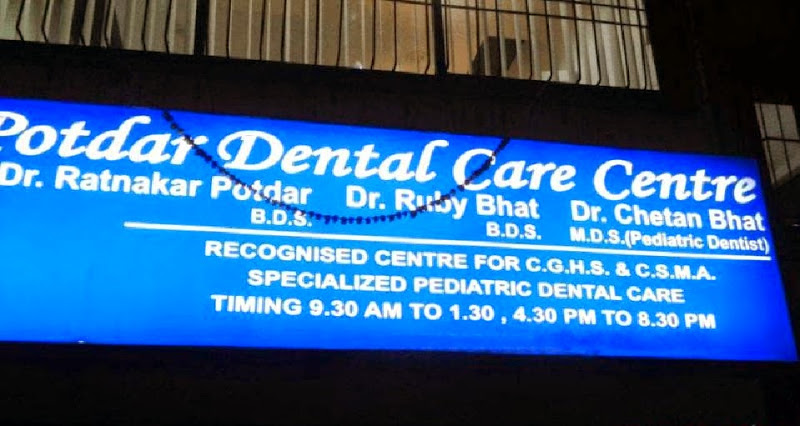 Potdar Dental Care Centre
Dr. Ratnakar Potdar Dr. Ruby Bhat Dr. Chetan Bhat
B.D.S. B.D.S. M.D.S.(Pediatric Dentist)
RECOGNISED CENTRE FOR C.G.H.S. & C.S.M.A.
SPECIALIZED PEDIATRIC DENTAL CARE
TIMING 9.30 AM TO 1.30 , 4.30 PM TO 8.30 PM